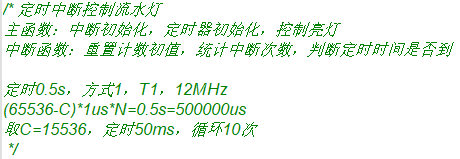 /* 定时中断控制流水灯
主函数：中断初始化，定时器初始化，控制亮灯
中断函数：重置计数初值，统计中断次数，判断定时时间是否到
定时0.5s，方式1，T1，12MHz
(65536-C)*1us*N=0.5s=500000us
取C=15536，定时50ms，循环10次
*/